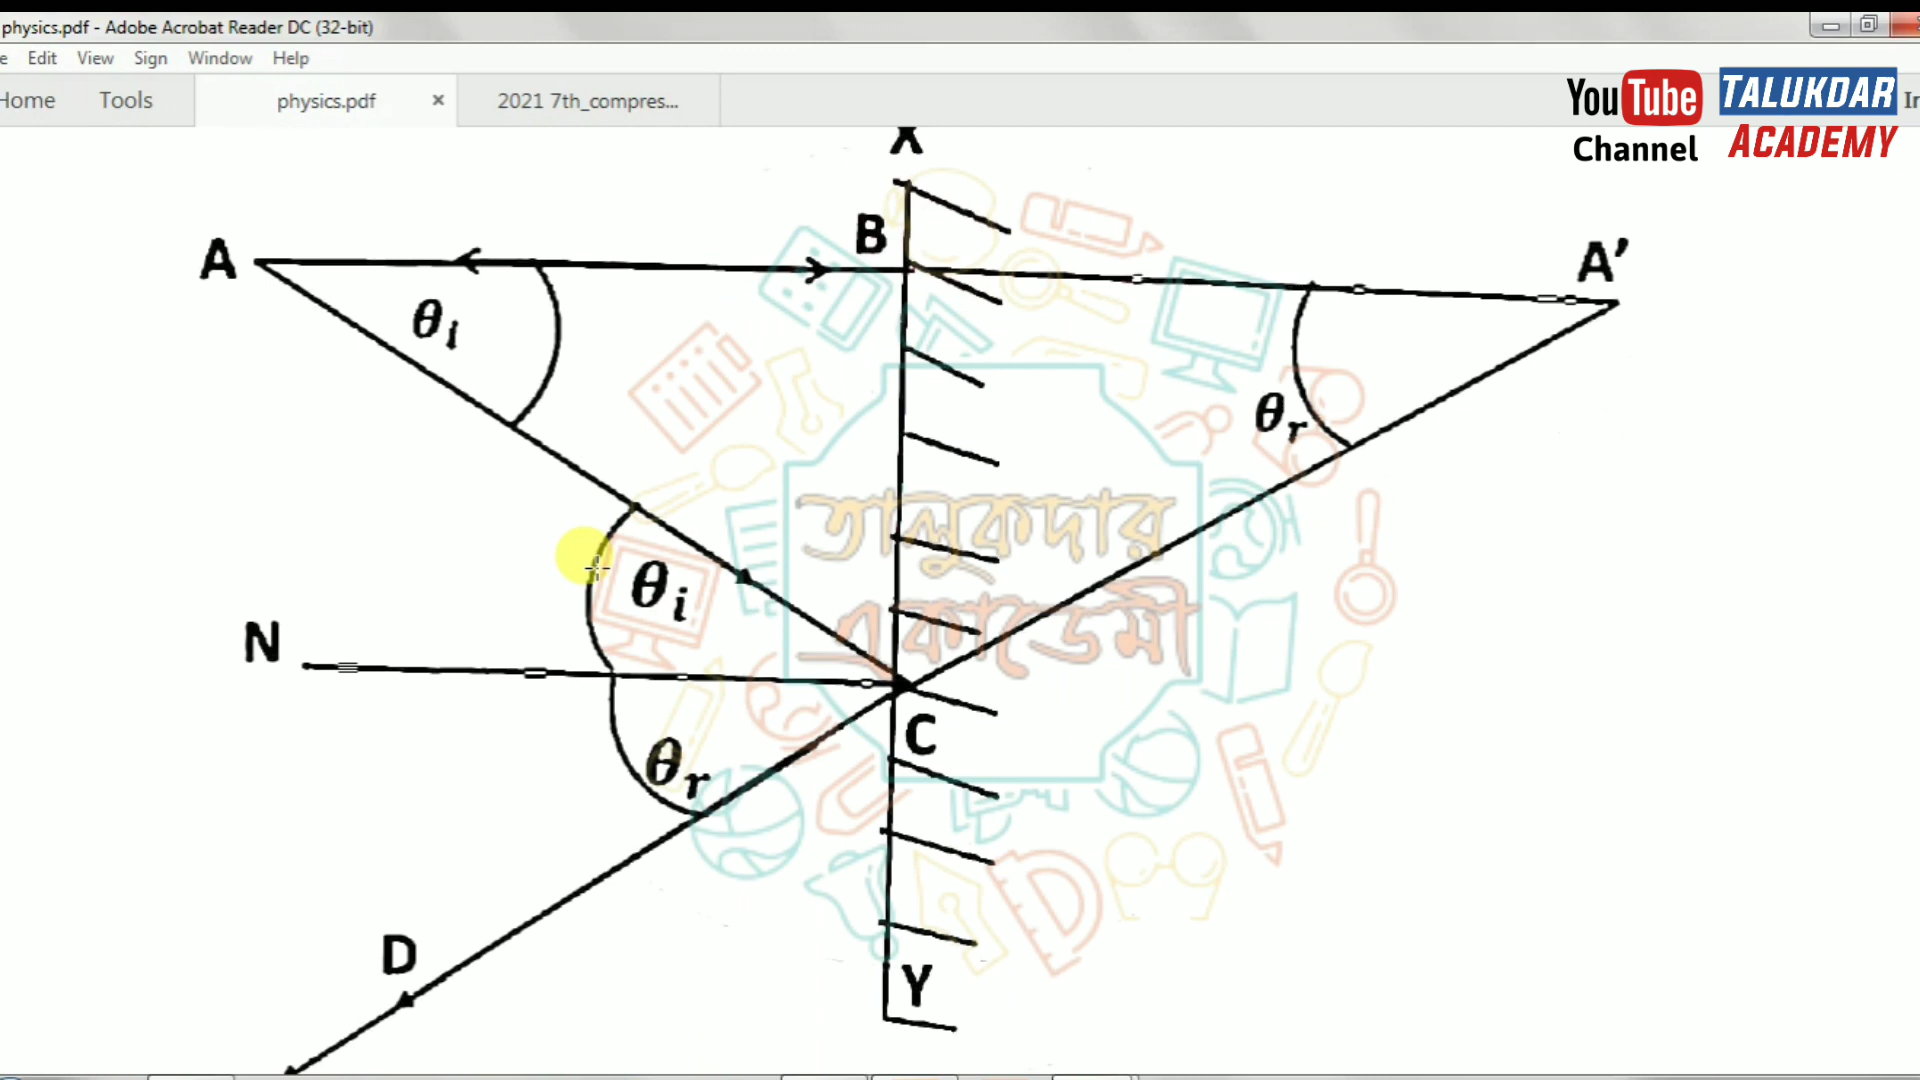 physics.pdf - Adobe Acrobat Reader DC (32-bit)
Edit View Sign Window Help
Home Tools physics.pdf × 2021 7th_compres...
YouTube TALUKDAR
Channel ACADEMY
X
A B A′
θi
θr
তালুকদার
θi
একাডেমী
N
C
θr
D
Y